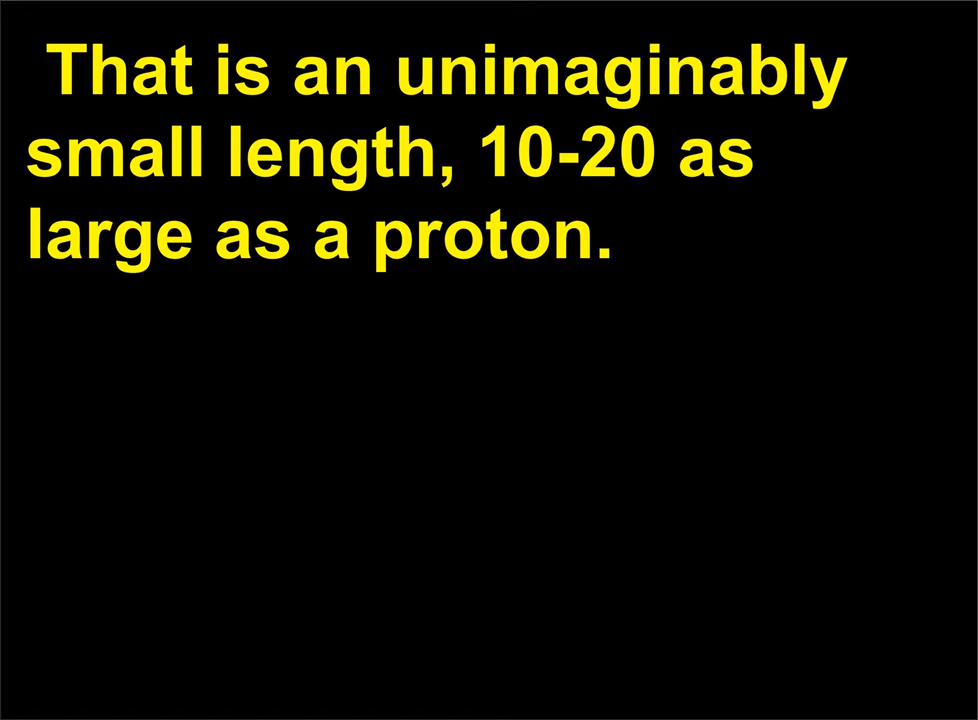 That is an unimaginably
small length, 10-20 as
large as a proton.